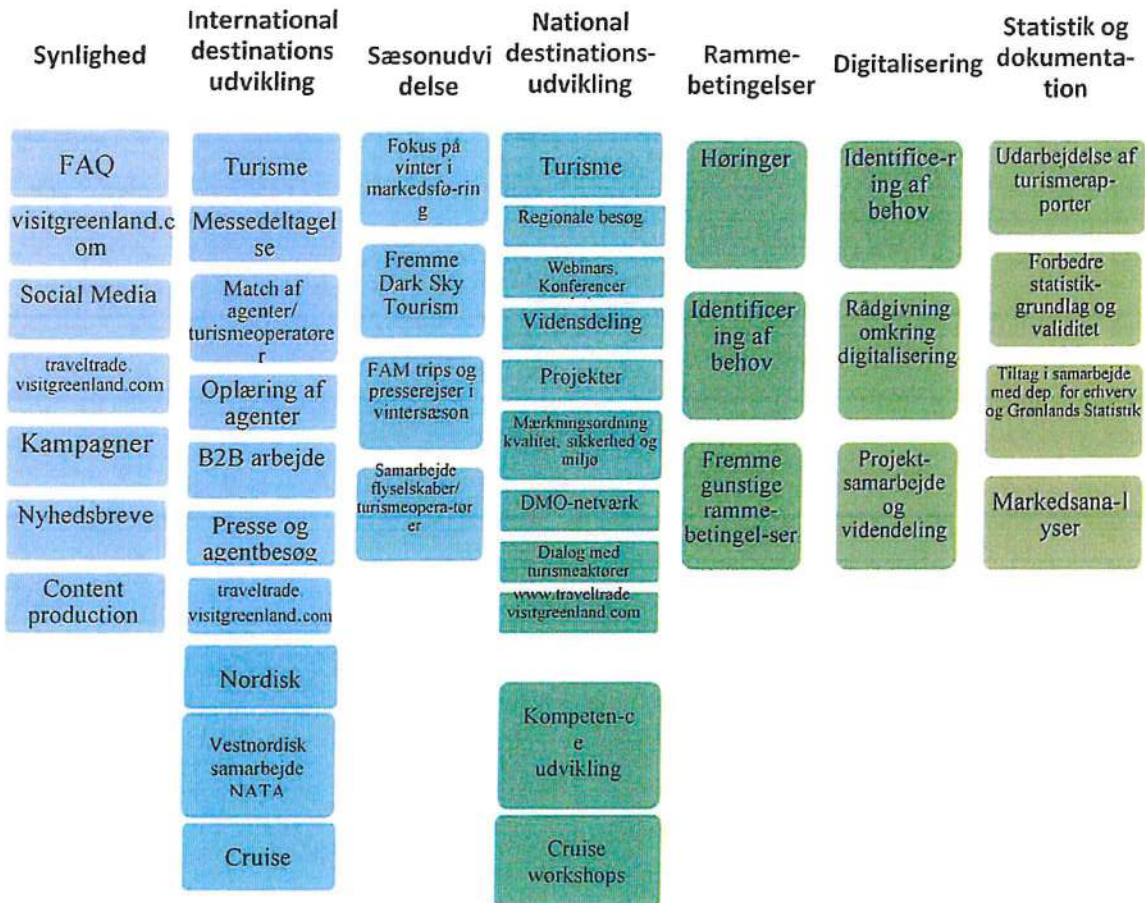 Synlighed
FAQ
visitgreenland.c
om
Social Media
traveltrade.
visitgreenland.com
Kampagner
Nyhedsbreve
Content
production
International
destinations
udvikling
Turisme
Messedeltagel
se
Match af
agenter/
turismeoperatøre
r
Oplæring af
agenter
B2B arbejde
Presse og
agentbesøg
traveltrade.
visitgreenland.com
Nordisk
Vestnordisk
samarbejde
NATA
Cruise
Sæsonudvi
delse
Fokus på
vinter i
markedsfø-rin
g
Fremme
Dark Sky
Tourism
FAM trips og
presserejser i
vintersæson
Samarbejde
flyselskaber/
turismeopera-tør
er
National
destinations-
udvikling
Turisme
Regionale besøg
Webinars,
Konferencer
Vidensdeling
Projekter
Mærkningsordning
kvalitet, sikkerhed og
miljø
DMO-netværk
Dialog med
turismeaktører
www.traveltrade.
visitgreenland.com
Kompeten-c
e
udvikling
Cruise
workshops
Ramme-
betingelser
Høringer
Identificer
ing af
behov
Fremme
gunstige
ramme-
betingel-ser
Digitalisering
Identifice-r
ing af
behov
Rådgivning
omkring
digitalisering
Projekt-
samarbejde
og
videndeling
Statistik og
dokumenta-
tion
Udarbejdelse af
turismerap-
porter
Forbedre
statistik-
grundlag og
validitet
Tiltag i samarbejde
med dep. for erhverv
og Grønlands Statistik
Markedsana-l
yser